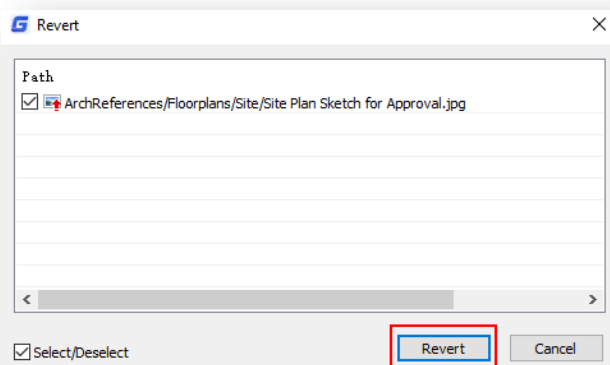 Revert
Path
ArchReferences/Floorplans/Site/Site Plan Sketch for Approval.jpg
Select/Deselect
Revert
Cancel